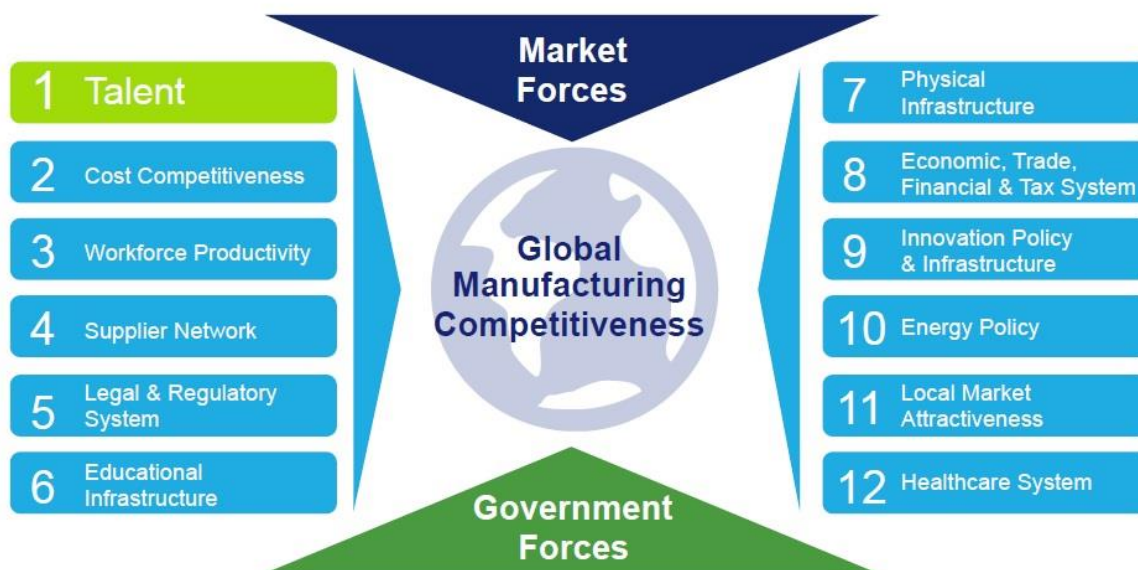 Market
Forces
1 Talent
2 Cost Competitiveness
3 Workforce Productivity
4 Supplier Network
5 Legal & Regulatory
System
6 Educational
Infrastructure
Global
Manufacturing
Competitiveness
7 Physical
Infrastructure
8 Economic, Trade,
Financial & Tax System
9 Innovation Policy
& Infrastructure
10 Energy Policy
11 Local Market
Attractiveness
12 Healthcare System
Government
Forces